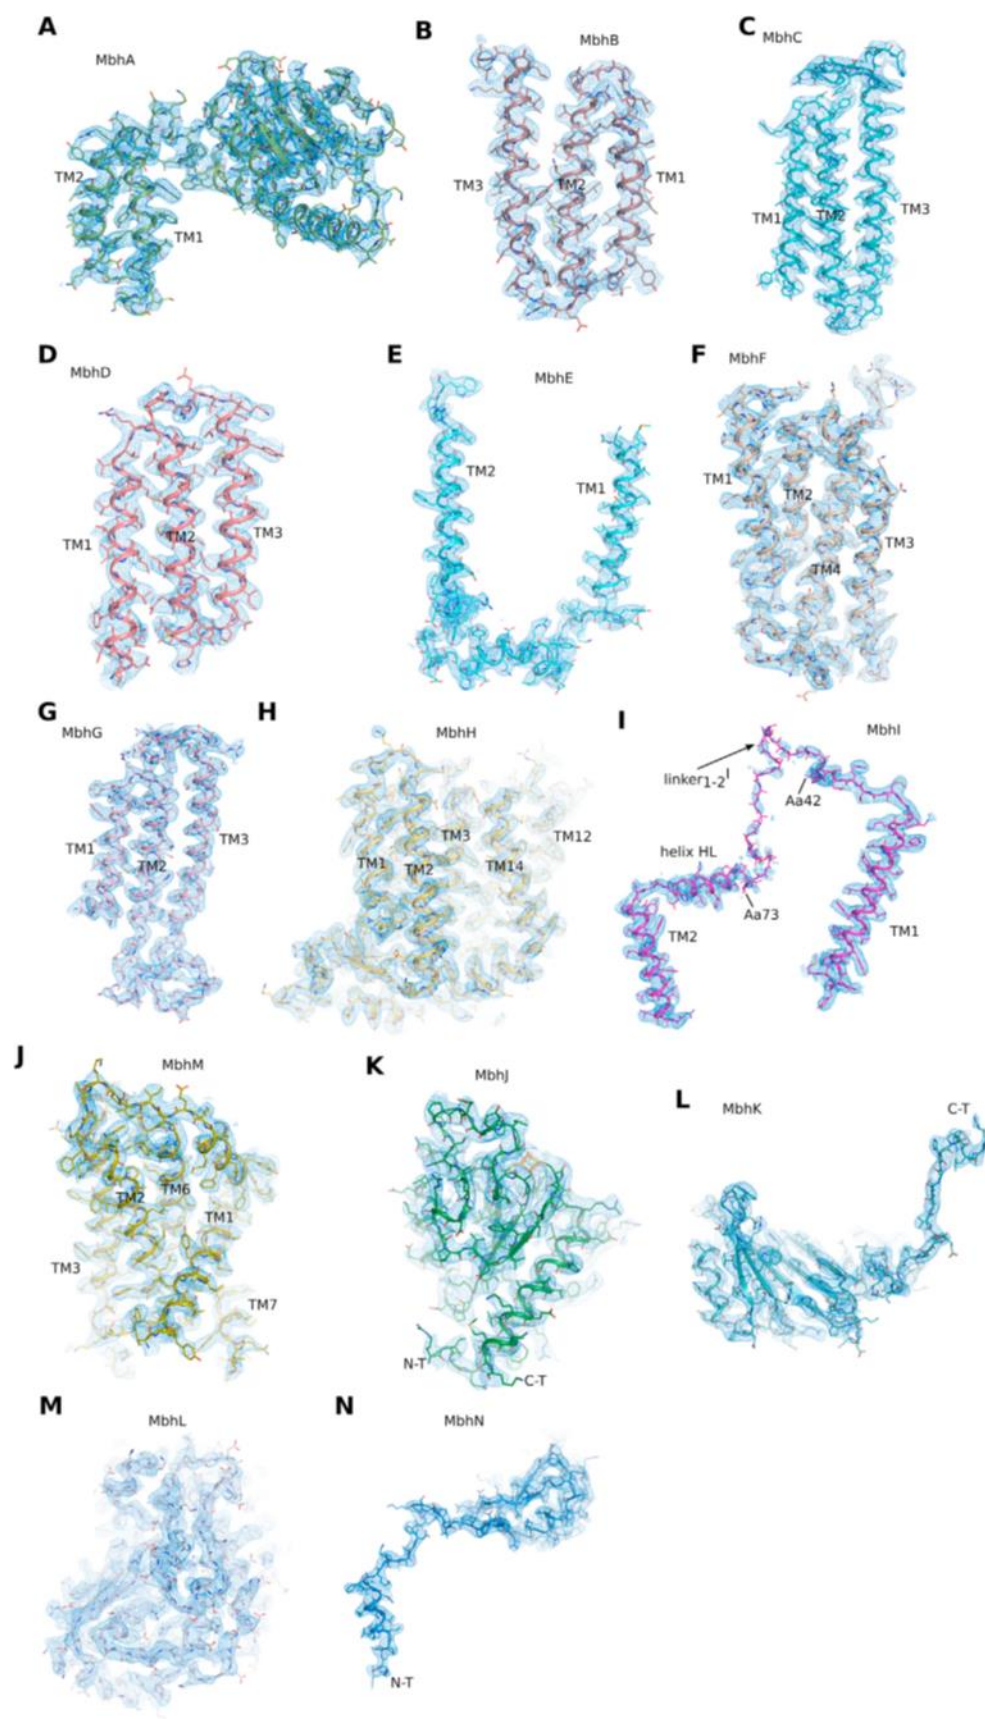 A
MbhA
TM2
TM1
B
MbhB
TM3
TM2
TM1
C
MbhC
TM1
TM2
TM3
D
MbhD
TM1
TM2
TM3
E
MbhE
TM2
TM1
F
MbhF
TM1
TM2
TM3
TM4
G
MbhG
TM1
TM2
TM3
H
MbhH
TM1
TM2
TM3
TM14
TM12
I
MbhI
linker1-2I
Aa42
helix HL
Aa73
TM2
TM1
J
MbhM
TM2
TM6
TM1
TM3
TM7
K
MbhJ
N-T
C-T
L
MbhK
C-T
M
MbhL
N
MbhN
N-T